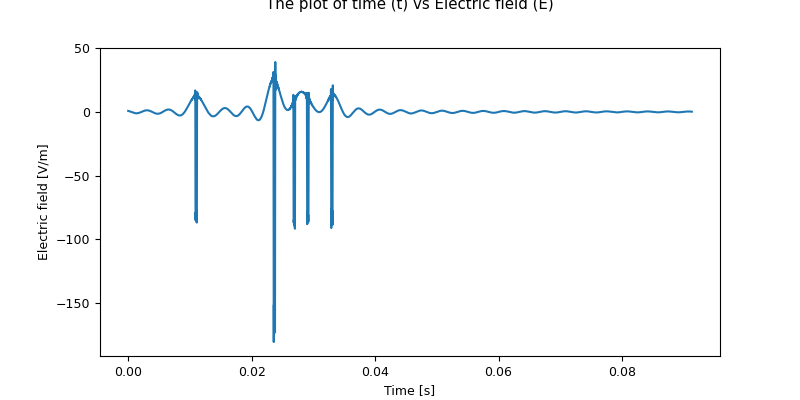 The plot of time (t) vs Electric field (E)
50
0
−50
−100
−150
Electric field [V/m]
0.00 0.02 0.04 0.06 0.08
Time [s]